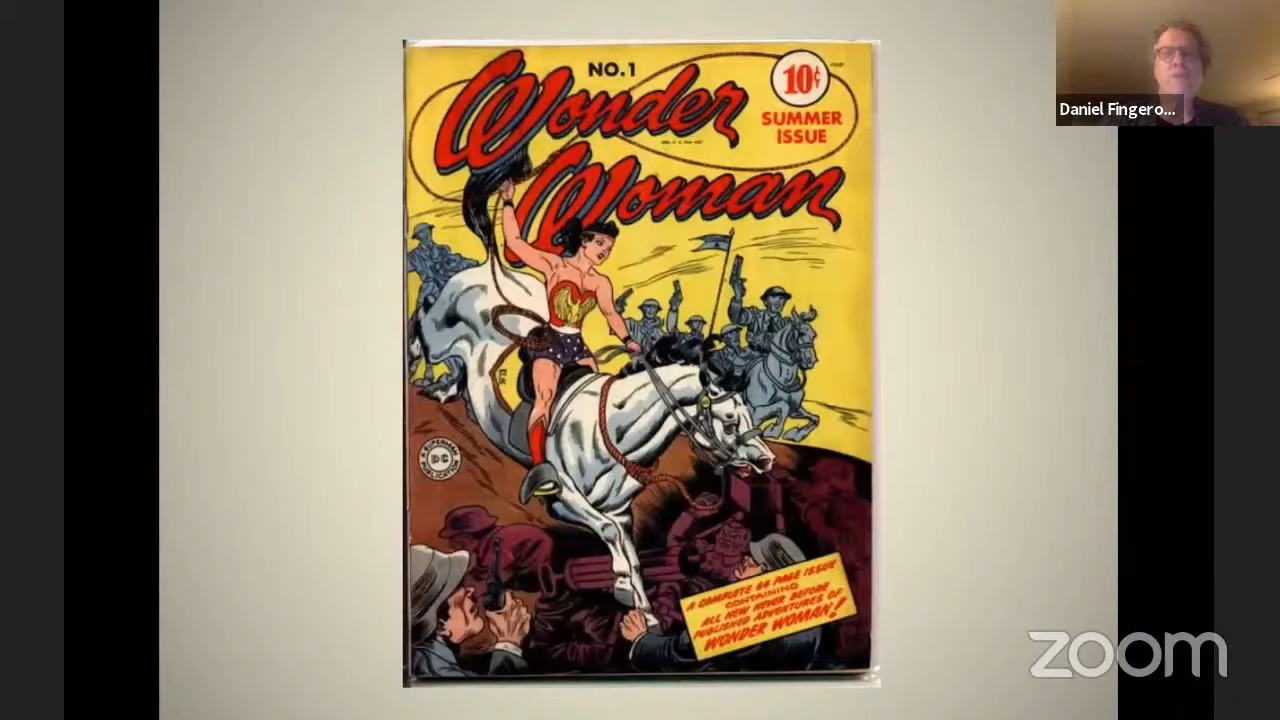 NO.1
Wonder
Woman
10¢
SUMMER
ISSUE
A SUPERMAN
DC
PUBLICATION
A COMPLETE 64 PAGE ISSUE
CONTAINING
ALL NEW NEVER BEFORE
PUBLISHED ADVENTURES OF
WONDER WOMAN!
Daniel Fingero...
zoom